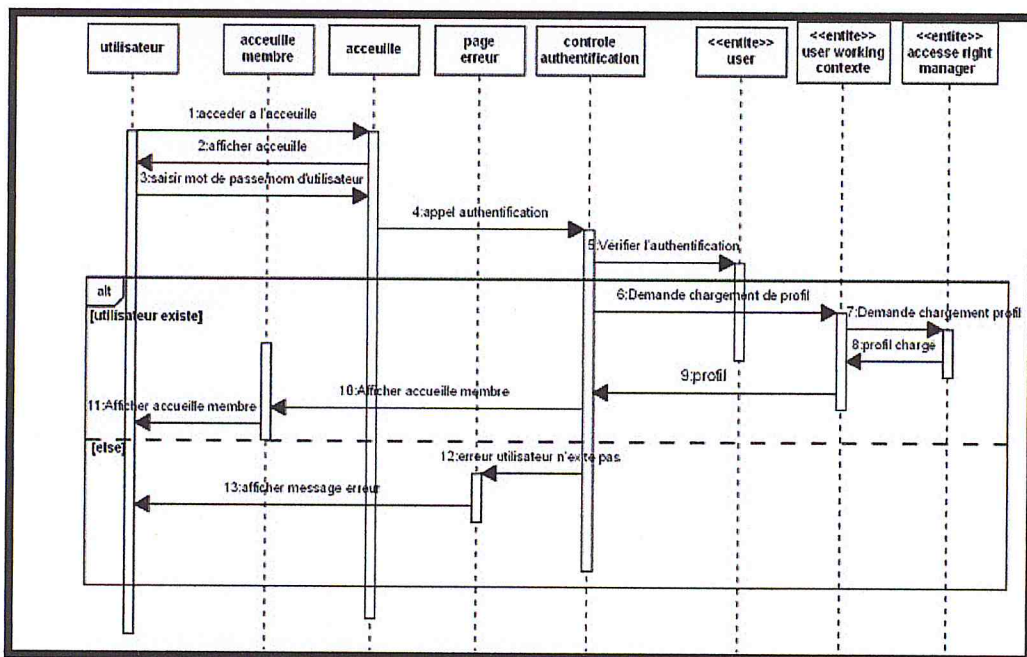 utilisateur
acceuille
membre
acceuille
page
erreur
controle
authentification
<<entite>>
user
<<entite>>
user working
contexte
<<entite>>
accesse right
manager
1:acceder a l'acceuille
2:afficher acceuille
3:saisir mot de passe/nom d'utilisateur
4:appel authentification
5:Vérifier l'authentification
alt
[utilisateur existe]
6:Demande chargement de profil
7:Demande chargement profil
8:profil chargé
9:profil
10:Afficher accueille membre
11:Afficher accueille membre
[else]
12:erreur utilisateur n'exite pas
13:afficher message erreur